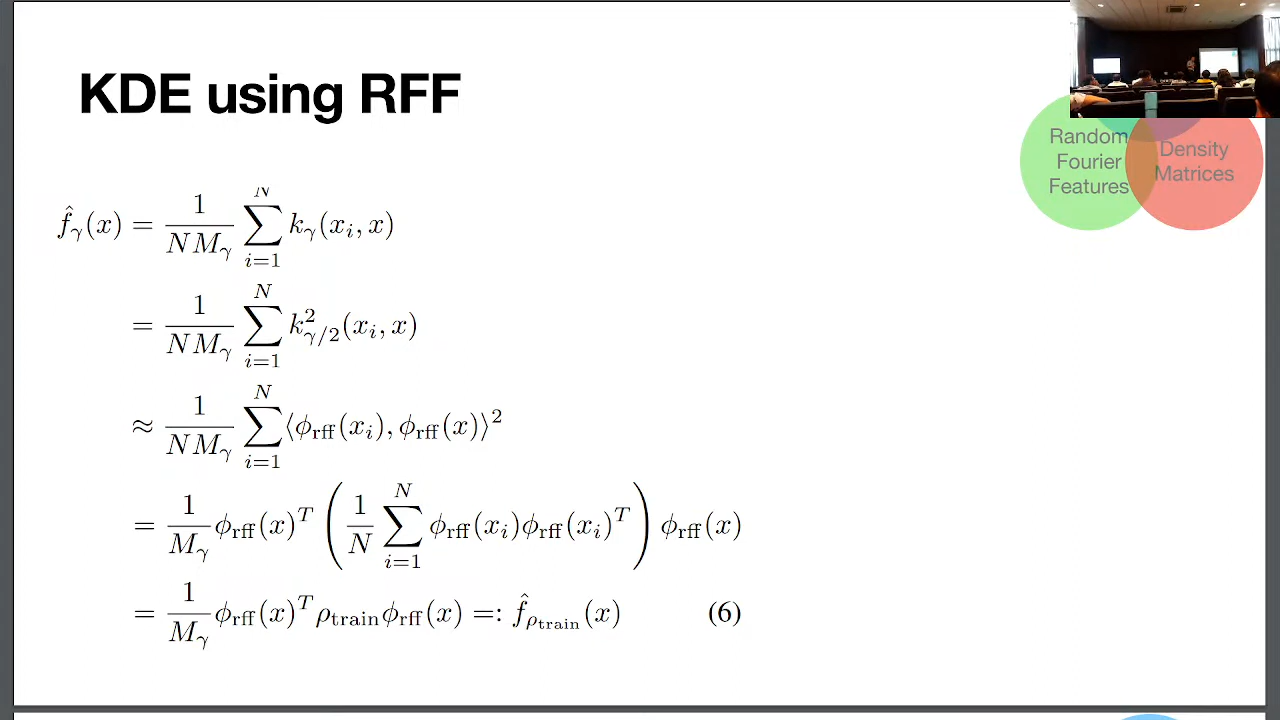 KDE using RFF
Random
Fourier
Features
Density
Matrices
$\hat{f}_{\gamma}(x) = \frac{1}{NM_{\gamma}} \sum_{i=1}^{N} k_{\gamma}(x_i, x)$
$= \frac{1}{NM_{\gamma}} \sum_{i=1}^{N} k_{\gamma/2}^{2}(x_i, x)$
$\approx \frac{1}{NM_{\gamma}} \sum_{i=1}^{N} \langle \phi_{\text{rff}}(x_i), \phi_{\text{rff}}(x) \rangle^{2}$
$= \frac{1}{M_{\gamma}} \phi_{\text{rff}}(x)^{T} \left( \frac{1}{N} \sum_{i=1}^{N} \phi_{\text{rff}}(x_i) \phi_{\text{rff}}(x_i)^{T} \right) \phi_{\text{rff}}(x)$
$= \frac{1}{M_{\gamma}} \phi_{\text{rff}}(x)^{T} \rho_{\text{train}} \phi_{\text{rff}}(x) =: \hat{f}_{\rho_{\text{train}}}(x)$ (6)